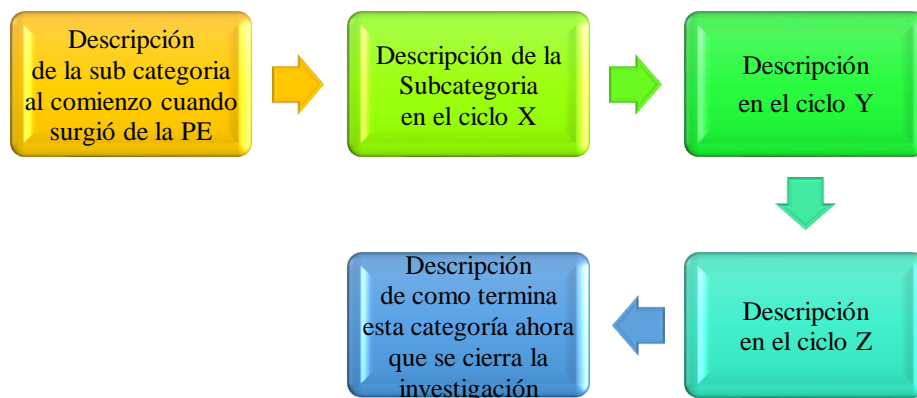 Descripción
de la sub categoria
al comienzo cuando
surgió de la PE
Descripción de la
Subcategoria
en el ciclo X
Descripción
en el ciclo Y
Descripción
en el ciclo Z
Descripción
de como termina
esta categoría ahora
que se cierra la
investigación